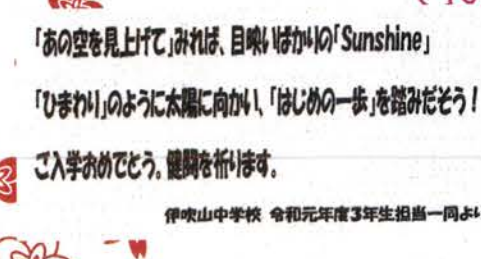 「あの空を見上げて」みれば、目映いばかりの「Sunshine」
「ひまわり」のように太陽に向かい、「はじめの一歩」を踏みだそう！
ご入学おめでとう。健闘を祈ります。
伊吹山中学校 令和元年度3年生担当一同より